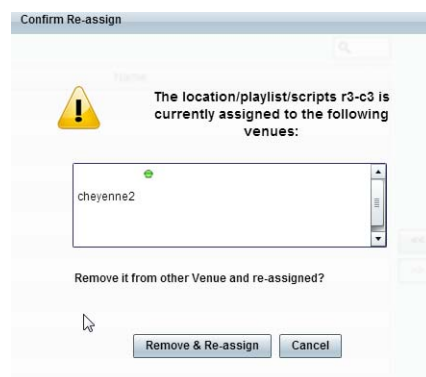 Confirm Re-assign
Name
The location/playlist/scripts r3-c3 is
currently assigned to the following
venues:
cheyenne2
Remove it from other Venue and re-assigned?
Remove & Re-assign
Cancel